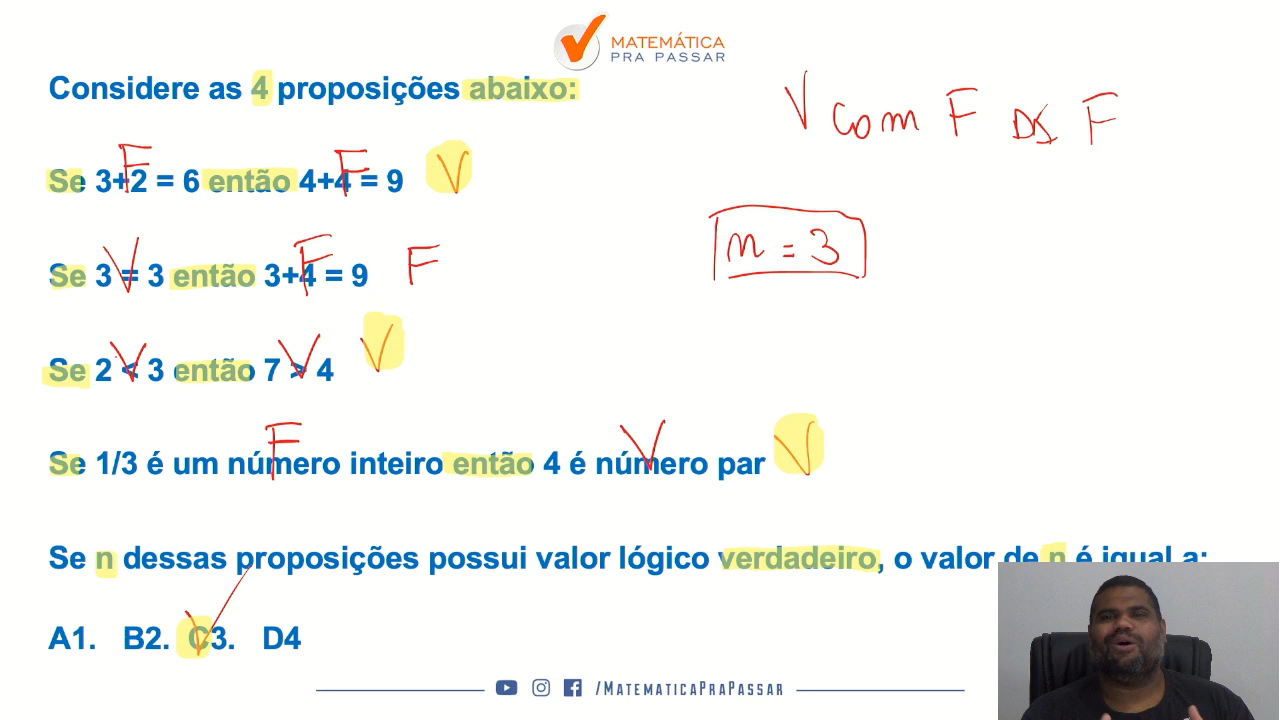 MATEMÁTICA
PRA PASSAR
Considere as 4 proposições abaixo:
V com F dá F
F F
Se 3+2 = 6 então 4+4 = 9 V
n = 3
V F
Se 3 = 3 então 3+4 = 9 F
V V
Se 2 < 3 então 7 > 4 V
F V
Se 1/3 é um número inteiro então 4 é número par V
Se n dessas proposições possui valor lógico verdadeiro, o valor de n é igual a:
A1. B2. C3. D4
/MATEMATICAPRAPASSAR